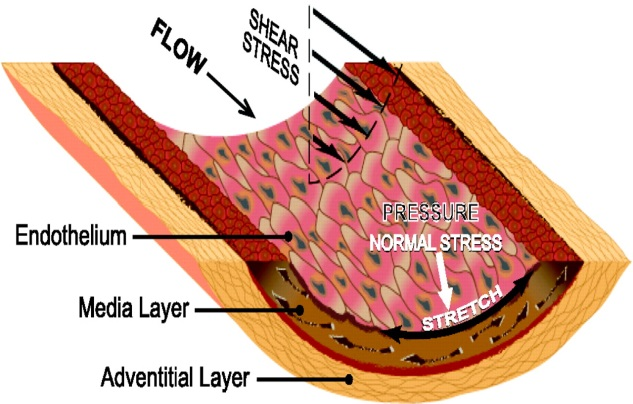 FLOW
SHEAR
STRESS
PRESSURE
NORMAL STRESS
STRETCH
Endothelium
Media Layer
Adventitial Layer